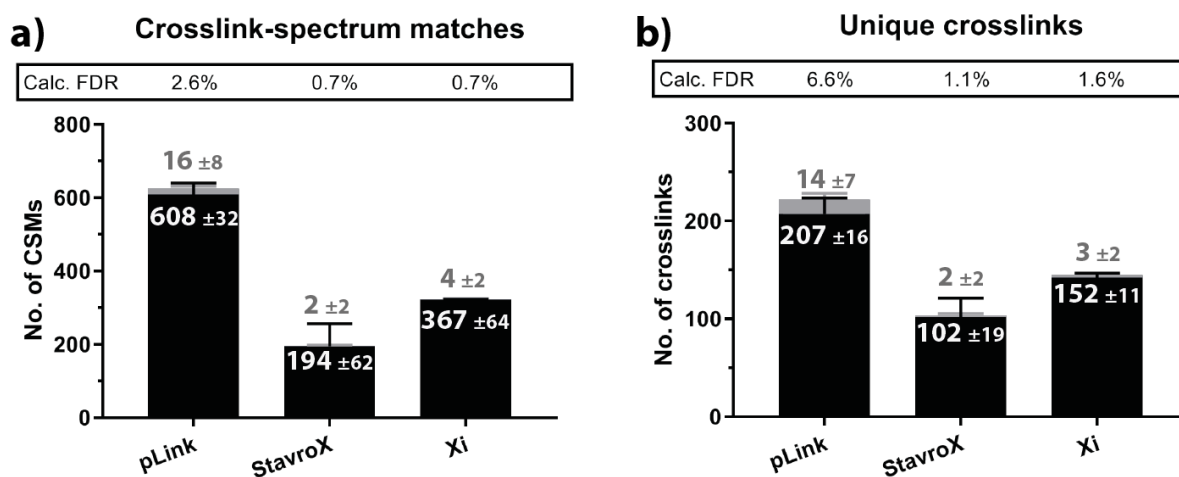 a) Crosslink-spectrum matches
Calc. FDR 2.6% 0.7% 0.7%
No. of CSMs
800
600
400
200
0
16 ±8
608 ±32
2 ±2
194 ±62
4 ±2
367 ±64
pLink
StavroX
Xi
b) Unique crosslinks
Calc. FDR 6.6% 1.1% 1.6%
No. of crosslinks
300
200
100
0
14 ±7
207 ±16
2 ±2
102 ±19
3 ±2
152 ±11
pLink
StavroX
Xi